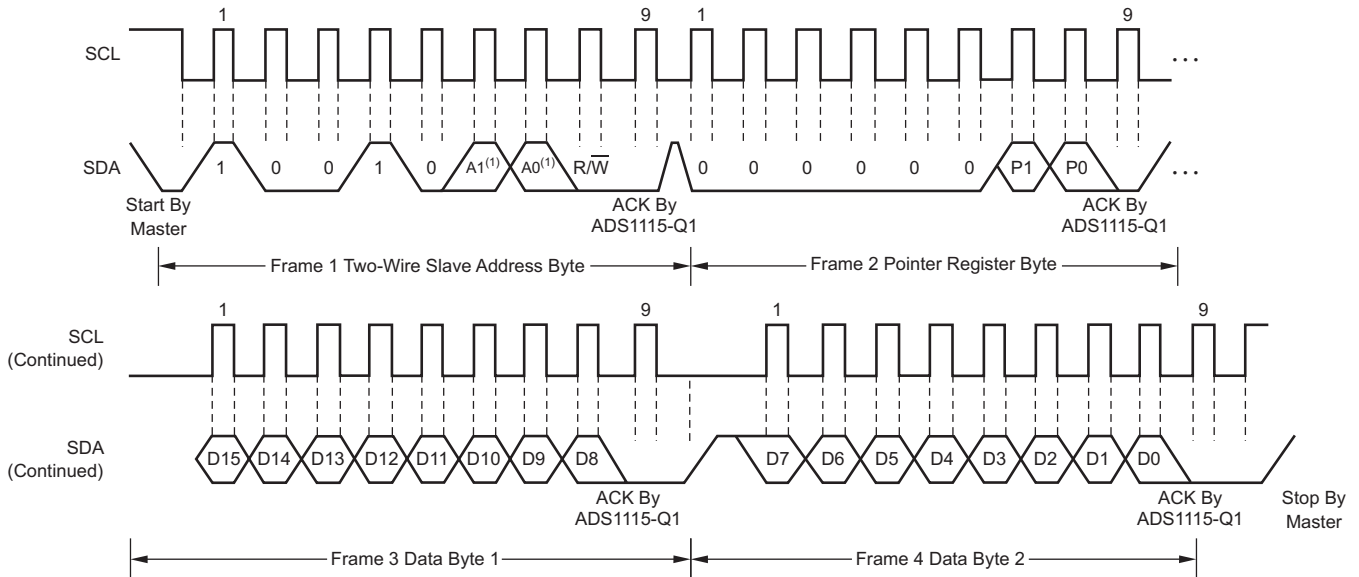 1 9 1 9
SCL ...
SDA 1 0 0 1 0 A1(1) A0(1) R/W̅ 0 0 0 0 0 0 P1 P0 ...
Start By
Master
ACK By
ADS1115-Q1
ACK By
ADS1115-Q1
Frame 1 Two-Wire Slave Address Byte
Frame 2 Pointer Register Byte
1 9 1 9
SCL
(Continued)
SDA
(Continued)
D15 D14 D13 D12 D11 D10 D9 D8 D7 D6 D5 D4 D3 D2 D1 D0
ACK By
ADS1115-Q1
ACK By
ADS1115-Q1
Stop By
Master
Frame 3 Data Byte 1
Frame 4 Data Byte 2